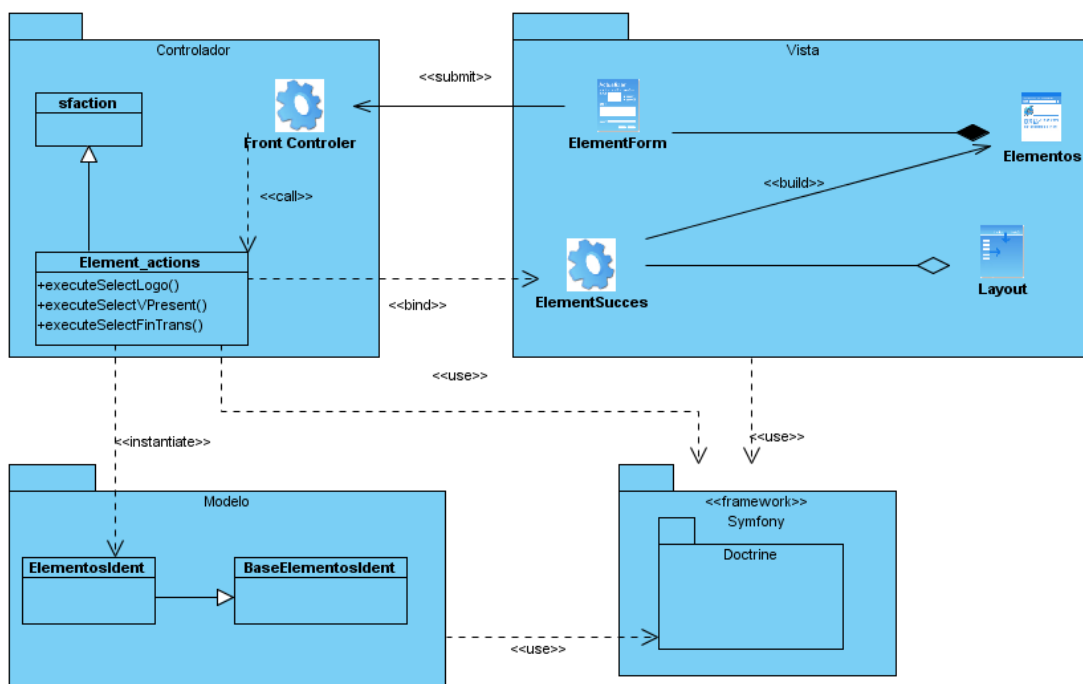 Controlador
Vista
<<submit>>
sfaction
Front Controler
ElementForm
Elementos
<<call>>
<<build>>
Element_actions
+executeSelectLogo()
+executeSelectVPresent()
+executeSelectFinTrans()
<<bind>>
ElementSucces
Layout
<<use>>
<<instantiate>>
<<use>>
Modelo
<<framework>>
Symfony
Doctrine
ElementosIdent
BaseElementosIdent
<<use>>